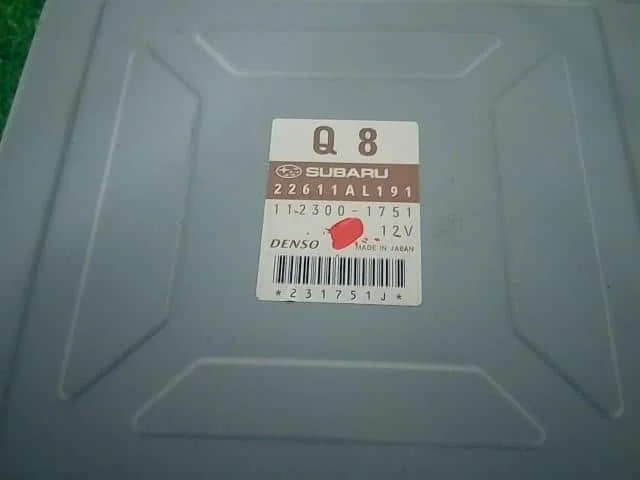 Q 8
SUBARU
22611AL191
112300-1751
12V
DENSO MADE IN JAPAN
*231751J*